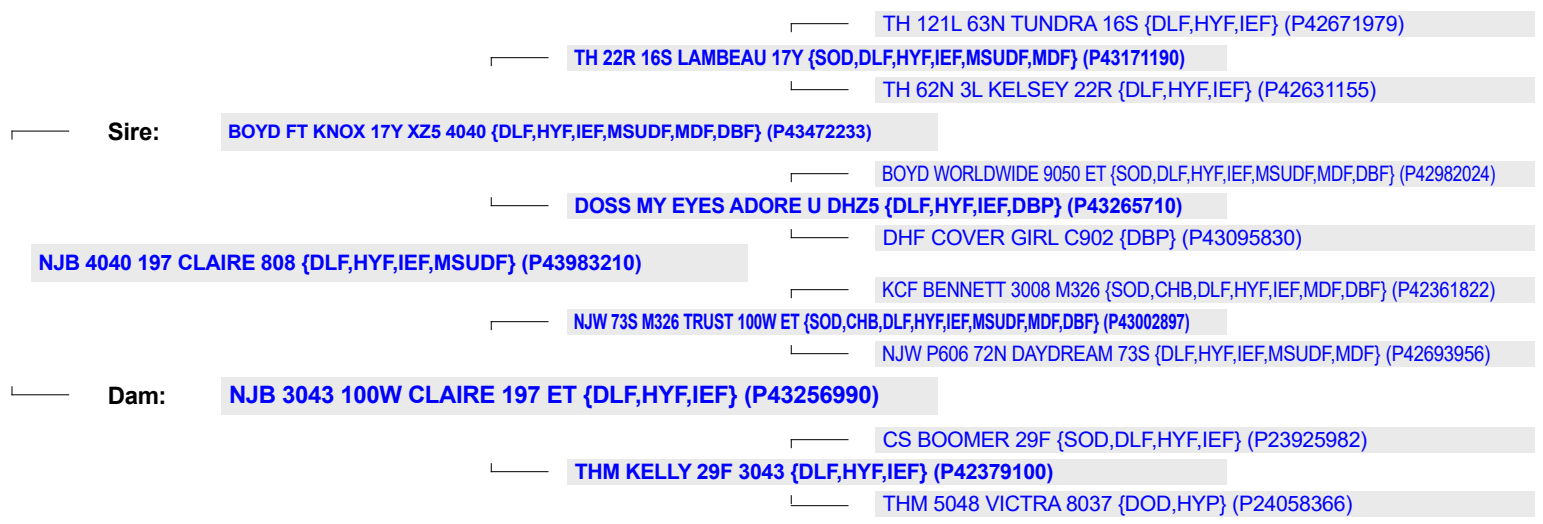 TH 121L 63N TUNDRA 16S {DLF,HYF,IEF} (P42671979)
TH 22R 16S LAMBEAU 17Y {SOD,DLF,HYF,IEF,MSUDF,MDF} (P43171190)
TH 62N 3L KELSEY 22R {DLF,HYF,IEF} (P42631155)
Sire: BOYD FT KNOX 17Y XZ5 4040 {DLF,HYF,IEF,MSUDF,MDF,DBF} (P43472233)
BOYD WORLDWIDE 9050 ET {SOD,DLF,HYF,IEF,MSUDF,MDF,DBF} (P42982024)
DOSS MY EYES ADORE U DHZ5 {DLF,HYF,IEF,DBP} (P43265710)
DHF COVER GIRL C902 {DBP} (P43095830)
NJB 4040 197 CLAIRE 808 {DLF,HYF,IEF,MSUDF} (P43983210)
KCF BENNETT 3008 M326 {SOD,CHB,DLF,HYF,IEF,MDF,DBF} (P42361822)
NJW 73S M326 TRUST 100W ET {SOD,CHB,DLF,HYF,IEF,MSUDF,MDF,DBF} (P43002897)
NJW P606 72N DAYDREAM 73S {DLF,HYF,IEF,MSUDF,MDF} (P42693956)
Dam: NJB 3043 100W CLAIRE 197 ET {DLF,HYF,IEF} (P43256990)
CS BOOMER 29F {SOD,DLF,HYF,IEF} (P23925982)
THM KELLY 29F 3043 {DLF,HYF,IEF} (P42379100)
THM 5048 VICTRA 8037 {DOD,HYP} (P24058366)